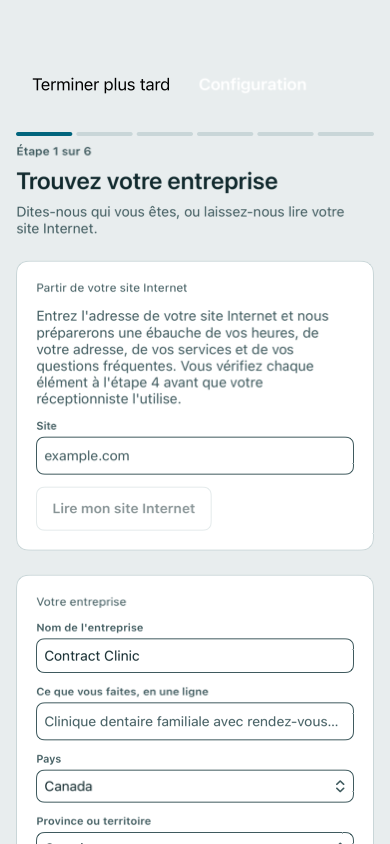 Terminer plus tard
Configuration
Étape 1 sur 6
Trouvez votre entreprise
Dites-nous qui vous êtes, ou laissez-nous lire votre
site Internet.
Partir de votre site Internet
Entrez l'adresse de votre site Internet et nous
préparerons une ébauche de vos heures, de
votre adresse, de vos services et de vos
questions fréquentes. Vous vérifiez chaque
élément à l'étape 4 avant que votre
réceptionniste l'utilise.
Site
example.com
Lire mon site Internet
Votre entreprise
Nom de l'entreprise
Contract Clinic
Ce que vous faites, en une ligne
Clinique dentaire familiale avec rendez-vous...
Pays
Canada
Province ou territoire